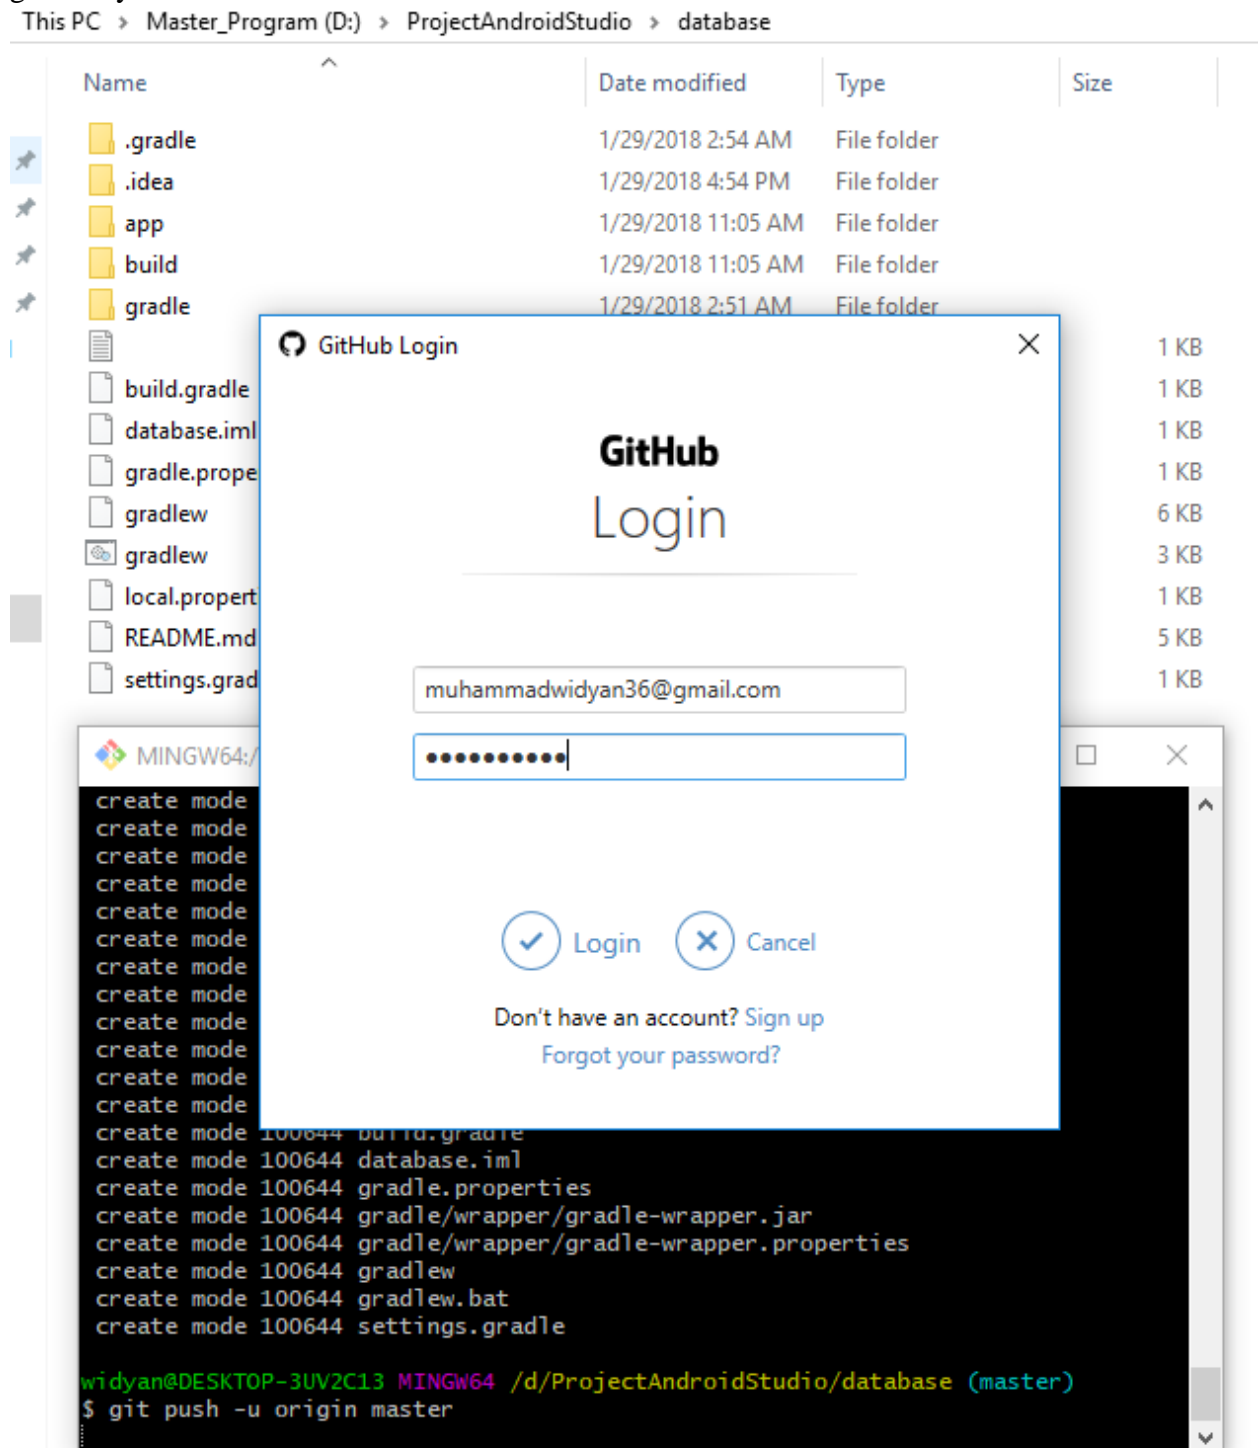 This PC > Master_Program (D:) > ProjectAndroidStudio > database
Name Date modified Type Size
.gradle 1/29/2018 2:54 AM File folder
.idea 1/29/2018 4:54 PM File folder
app 1/29/2018 11:05 AM File folder
build 1/29/2018 11:05 AM File folder
gradle 1/29/2018 2:51 AM File folder
1 KB
build.gradle 1 KB
database.iml 1 KB
gradle.prope 1 KB
gradlew 6 KB
gradlew 3 KB
local.propert 1 KB
README.md 5 KB
settings.grad 1 KB
GitHub Login
GitHub
Login
muhammadwidyan36@gmail.com
••••••••••
Login Cancel
Don't have an account? Sign up
Forgot your password?
MINGW64:/
create mode
create mode
create mode
create mode
create mode
create mode
create mode
create mode
create mode
create mode
create mode
create mode
create mode 100644 build.gradle
create mode 100644 database.iml
create mode 100644 gradle.properties
create mode 100644 gradle/wrapper/gradle-wrapper.jar
create mode 100644 gradle/wrapper/gradle-wrapper.properties
create mode 100644 gradlew
create mode 100644 gradlew.bat
create mode 100644 settings.gradle
widyan@DESKTOP-3UV2C13 MINGW64 /d/ProjectAndroidStudio/database (master)
$ git push -u origin master